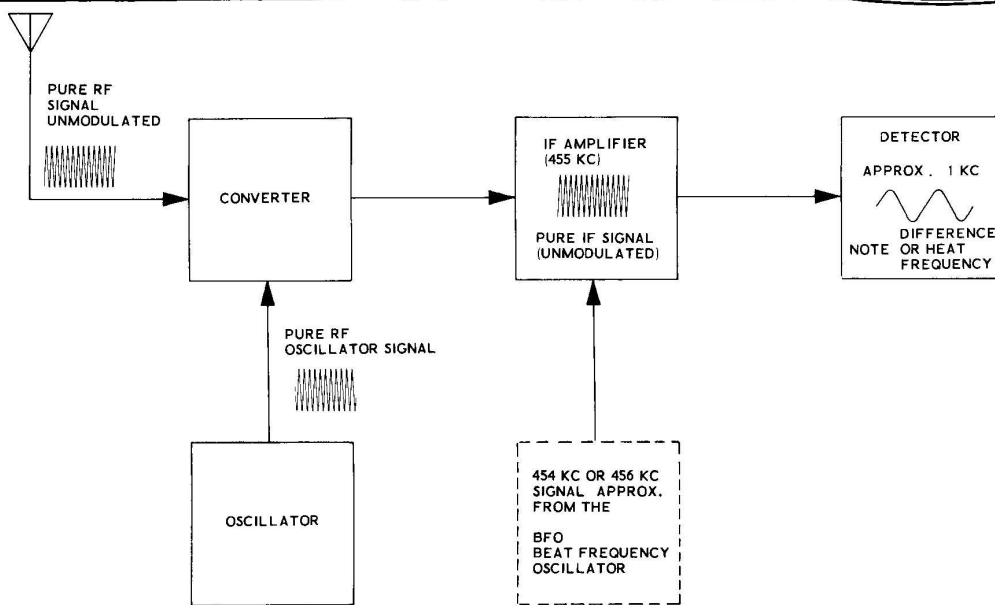 PURE RF
SIGNAL
UNMODULATED
CONVERTER
IF AMPLIFIER
(455 KC)
PURE IF SIGNAL
(UNMODULATED)
DETECTOR
APPROX. 1 KC
DIFFERENCE
NOTE OR HEAT
FREQUENCY
PURE RF
OSCILLATOR SIGNAL
OSCILLATOR
454 KC OR 456 KC
SIGNAL APPROX.
FROM THE
BFO
BEAT FREQUENCY
OSCILLATOR